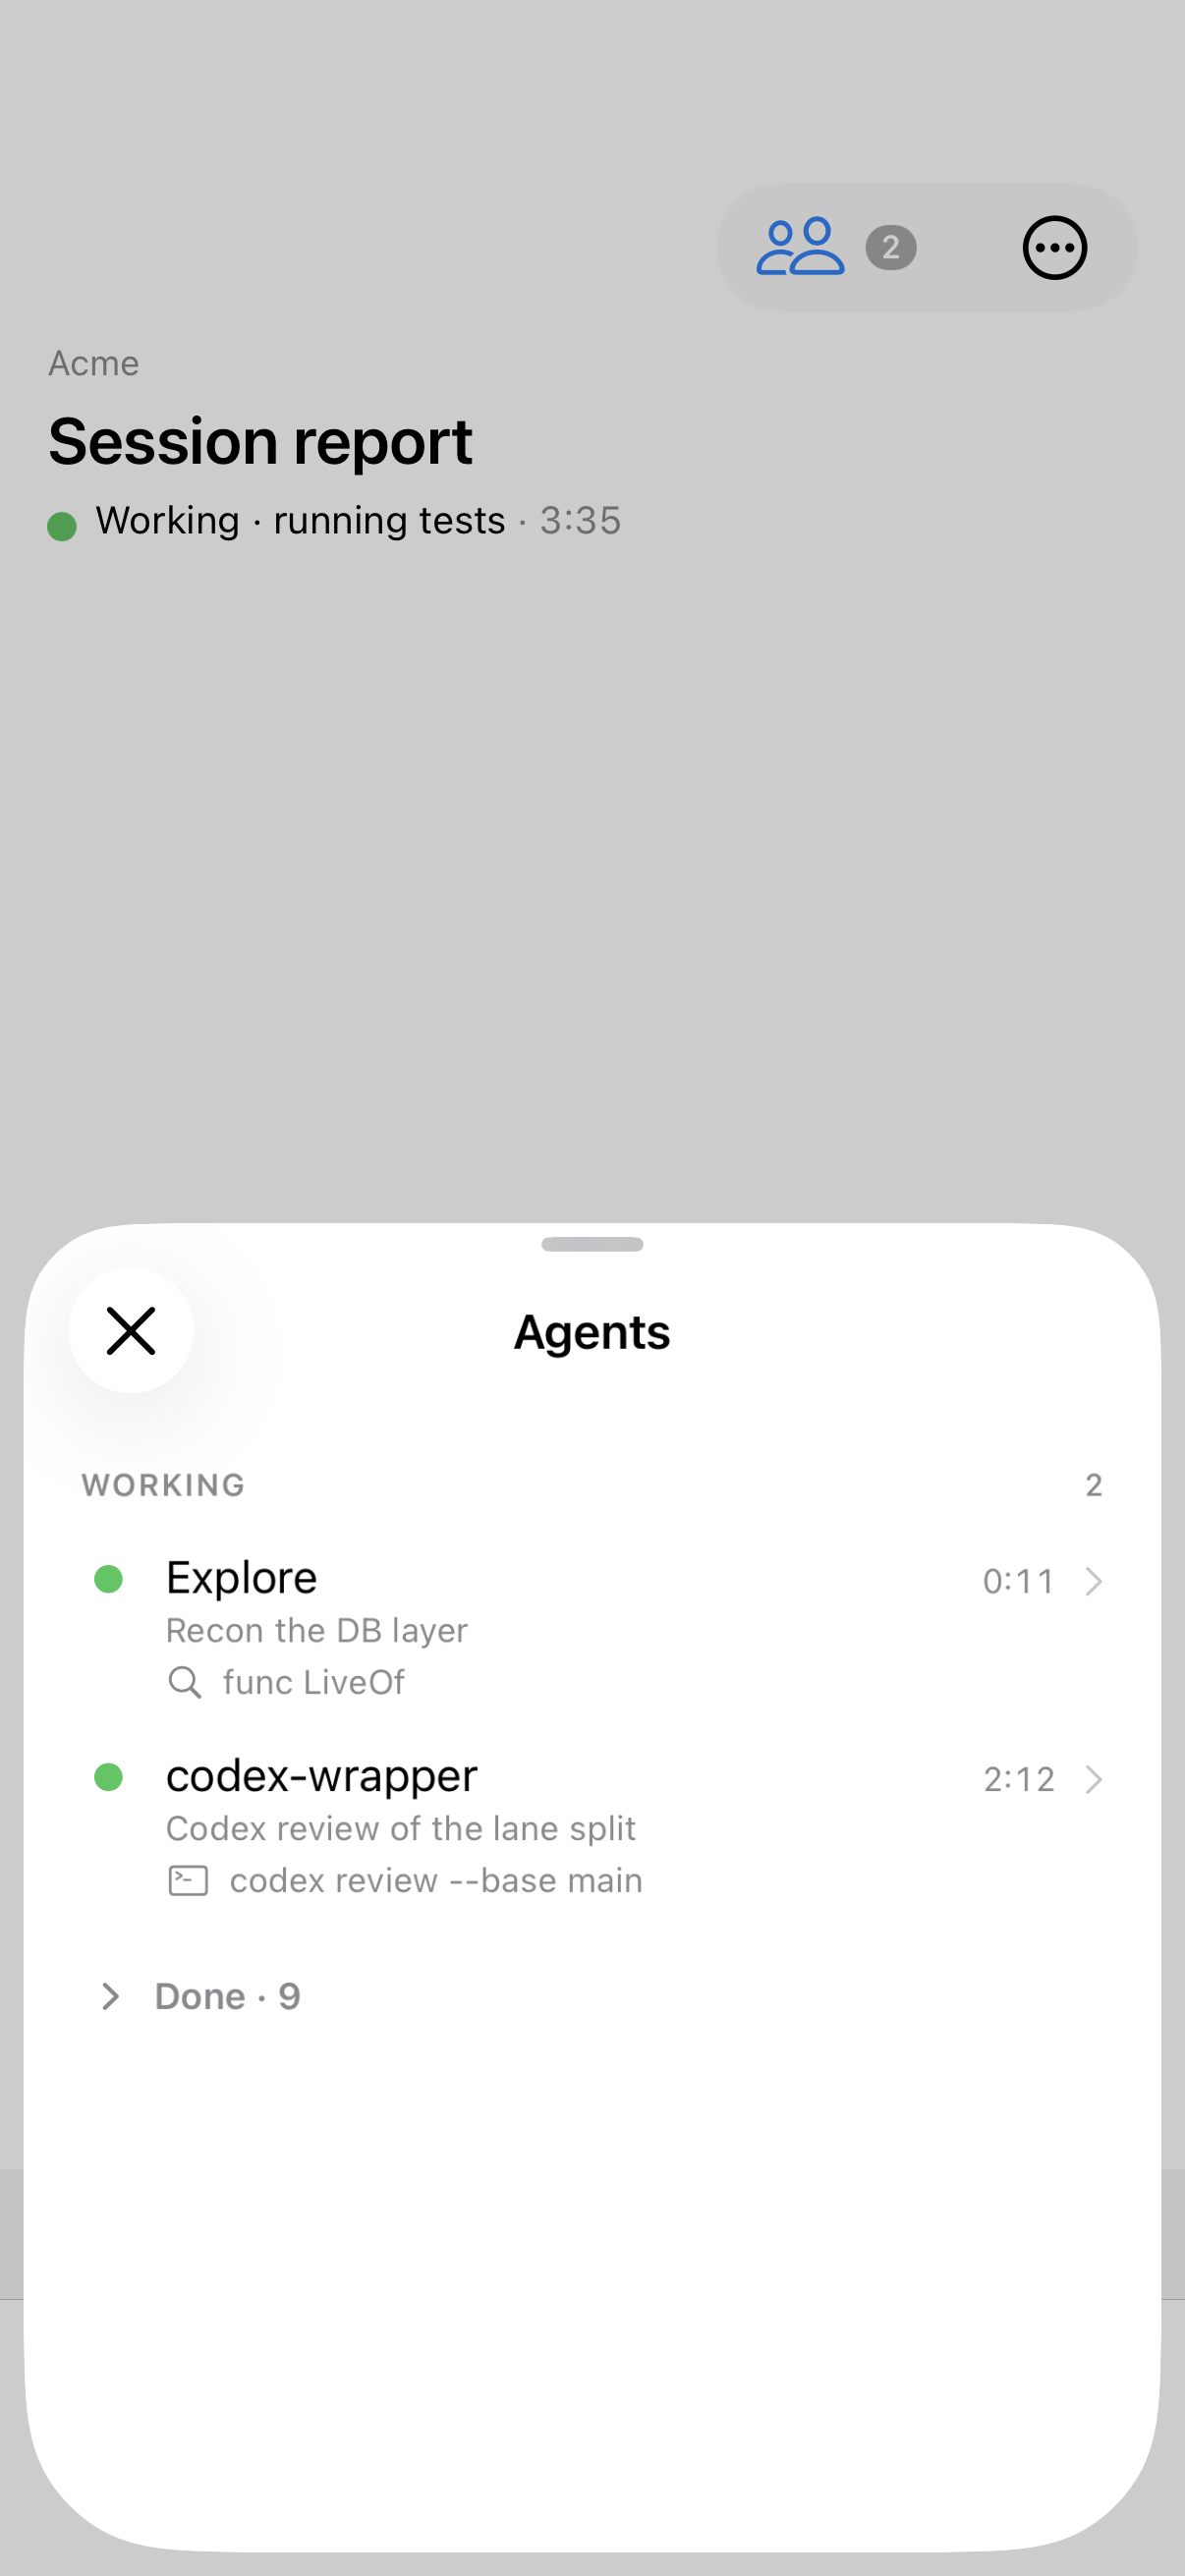 2
Acme
Session report
Working · running tests · 3:35
Agents
WORKING 2
Explore 0:11
Recon the DB layer
func LiveOf
codex-wrapper 2:12
Codex review of the lane split
codex review --base main
Done · 9